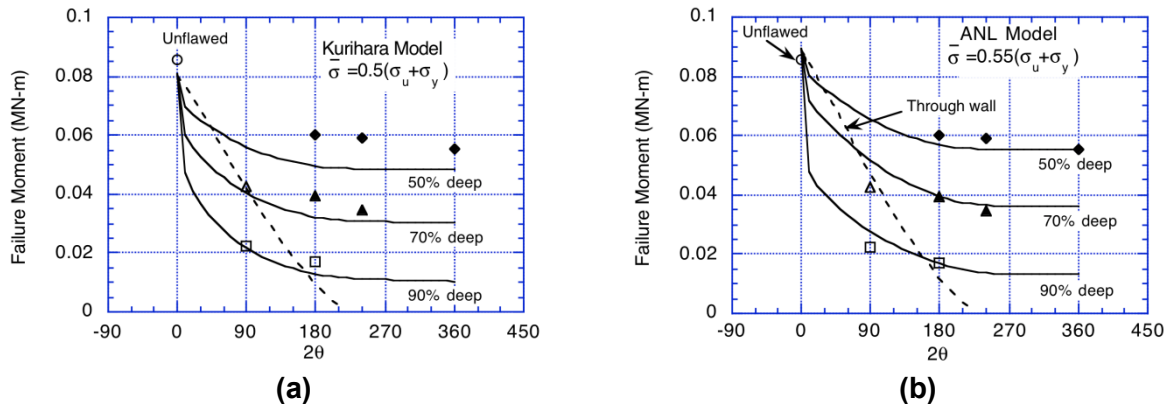 0.1
0.08
0.06
0.04
0.02
0
Failure Moment (MN-m)
Unflawed
Kurihara Model
σ̄ =0.5(σu+σy)
50% deep
70% deep
90% deep
-90 0 90 180 270 360 450
2θ
(a)
0.1
0.08
0.06
0.04
0.02
0
Failure Moment (MN-m)
Unflawed
ANL Model
σ̄ =0.55(σu+σy)
Through wall
50% deep
70% deep
90% deep
-90 0 90 180 270 360 450
2θ
(b)